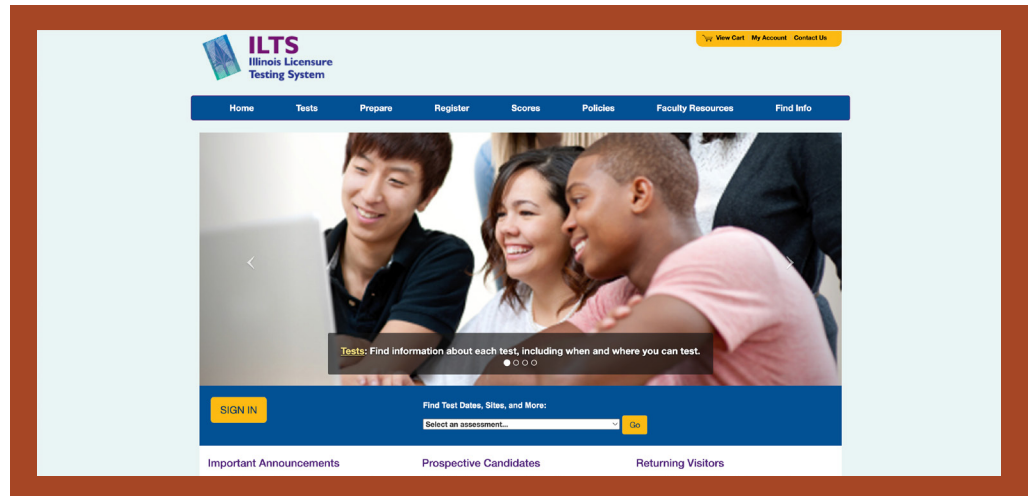 ILTS
Illinois Licensure
Testing System
View Cart My Account Contact Us
Home Tests Prepare Register Scores Policies Faculty Resources Find Info
Tests: Find information about each test, including when and where you can test.
SIGN IN
Find Test Dates, Sites, and More:
Select an assessment...
Go
Important Announcements Prospective Candidates Returning Visitors